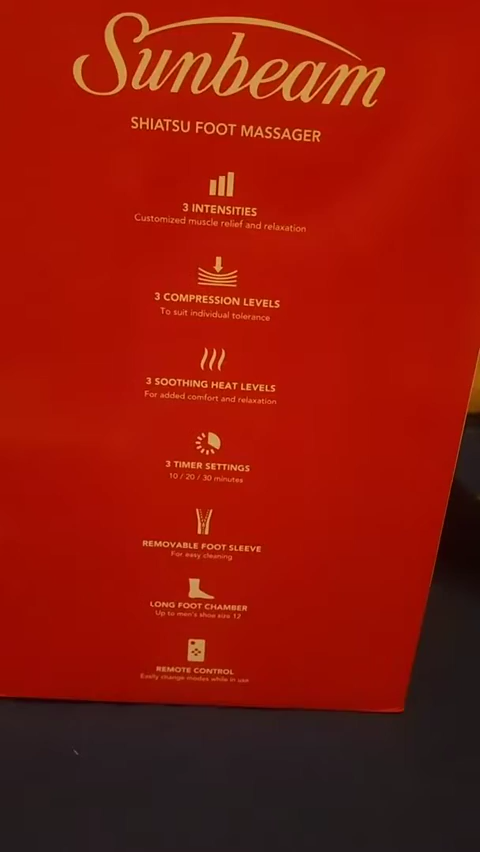 Sunbeam
SHIATSU FOOT MASSAGER
3 INTENSITIES
Customized muscle relief and relaxation
3 COMPRESSION LEVELS
To suit individual tolerance
3 SOOTHING HEAT LEVELS
For added comfort and relaxation
3 TIMER SETTINGS
10 / 20 / 30 minutes
REMOVABLE FOOT SLEEVE
For easy cleaning
LONG FOOT CHAMBER
Up to men's shoe size 12
REMOTE CONTROL
Easily change modes while in use